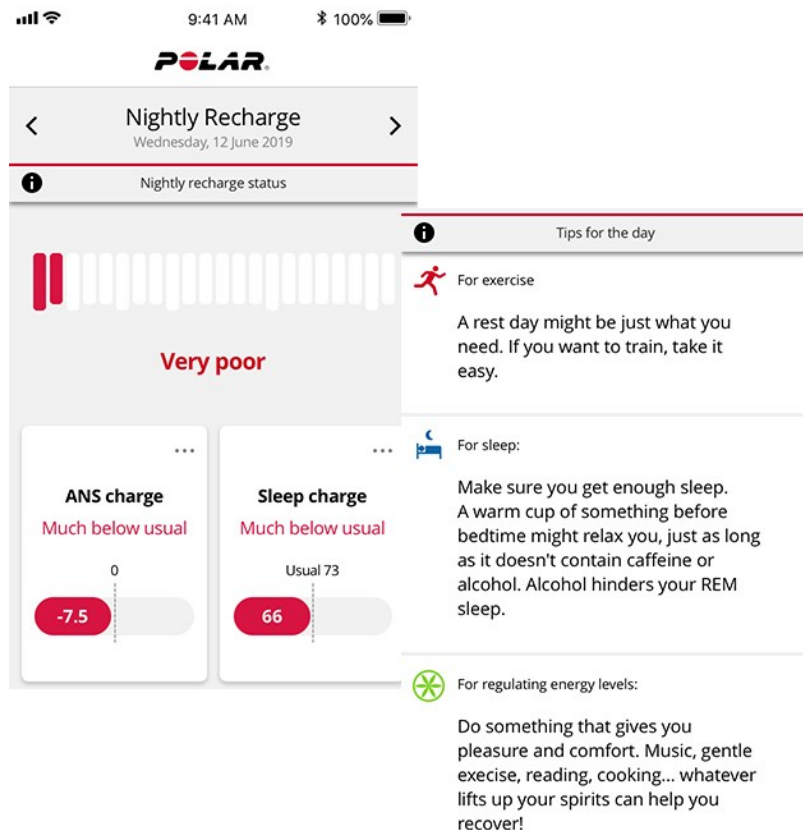 9:41 AM
100%
POLAR
Nightly Recharge
Wednesday, 12 June 2019
Nightly recharge status
Very poor
ANS charge
Much below usual
0
-7.5
Sleep charge
Much below usual
Usual 73
66
Tips for the day
For exercise
A rest day might be just what you
need. If you want to train, take it
easy.
For sleep:
Make sure you get enough sleep.
A warm cup of something before
bedtime might relax you, just as long
as it doesn't contain caffeine or
alcohol. Alcohol hinders your REM
sleep.
For regulating energy levels:
Do something that gives you
pleasure and comfort. Music, gentle
execise, reading, cooking... whatever
lifts up your spirits can help you
recover!